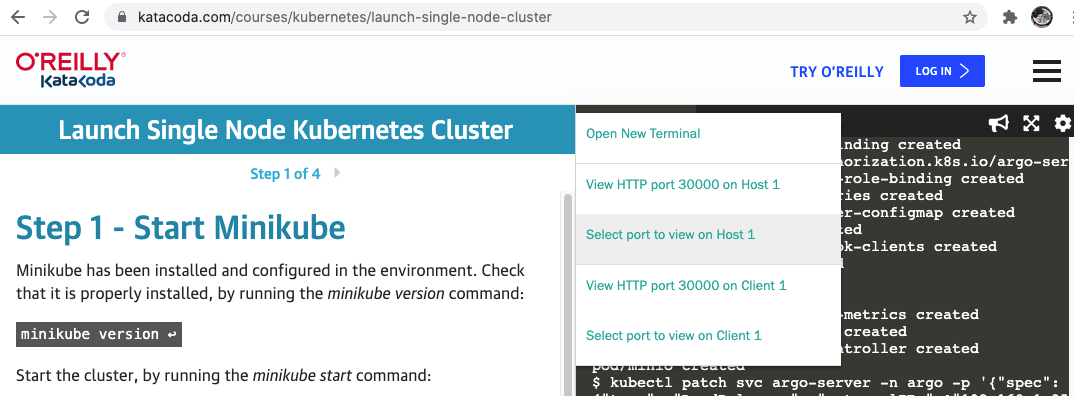 katacoda.com/courses/kubernetes/launch-single-node-cluster
O'REILLY®
Katacoda
TRY O'REILLY
LOG IN
Launch Single Node Kubernetes Cluster
Step 1 of 4
Step 1 - Start Minikube
Minikube has been installed and configured in the environment. Check
that it is properly installed, by running the minikube version command:
minikube version ↩
Start the cluster, by running the minikube start command:
Open New Terminal
View HTTP port 30000 on Host 1
Select port to view on Host 1
View HTTP port 30000 on Client 1
Select port to view on Client 1
nding created
orization.k8s.io/argo-ser
-role-binding created
ries created
er-configmap created
ted
ok-clients created
-metrics created
created
troller created
pod/minio created
$ kubectl patch svc argo-server -n argo -p '{"spec":